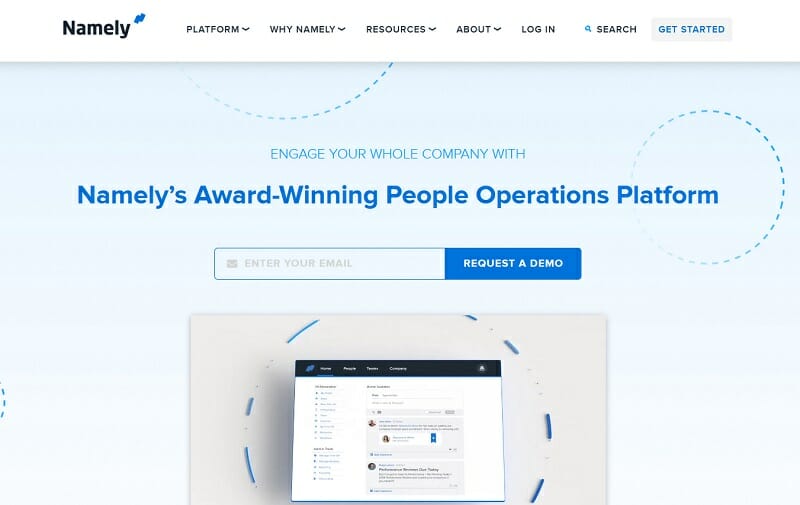 Namely
PLATFORM
WHY NAMELY
RESOURCES
ABOUT
LOG IN
SEARCH
GET STARTED
ENGAGE YOUR WHOLE COMPANY WITH
Namely's Award-Winning People Operations Platform
ENTER YOUR EMAIL
REQUEST A DEMO
Home
People
Teams
Company
Performance Reviews Due Today